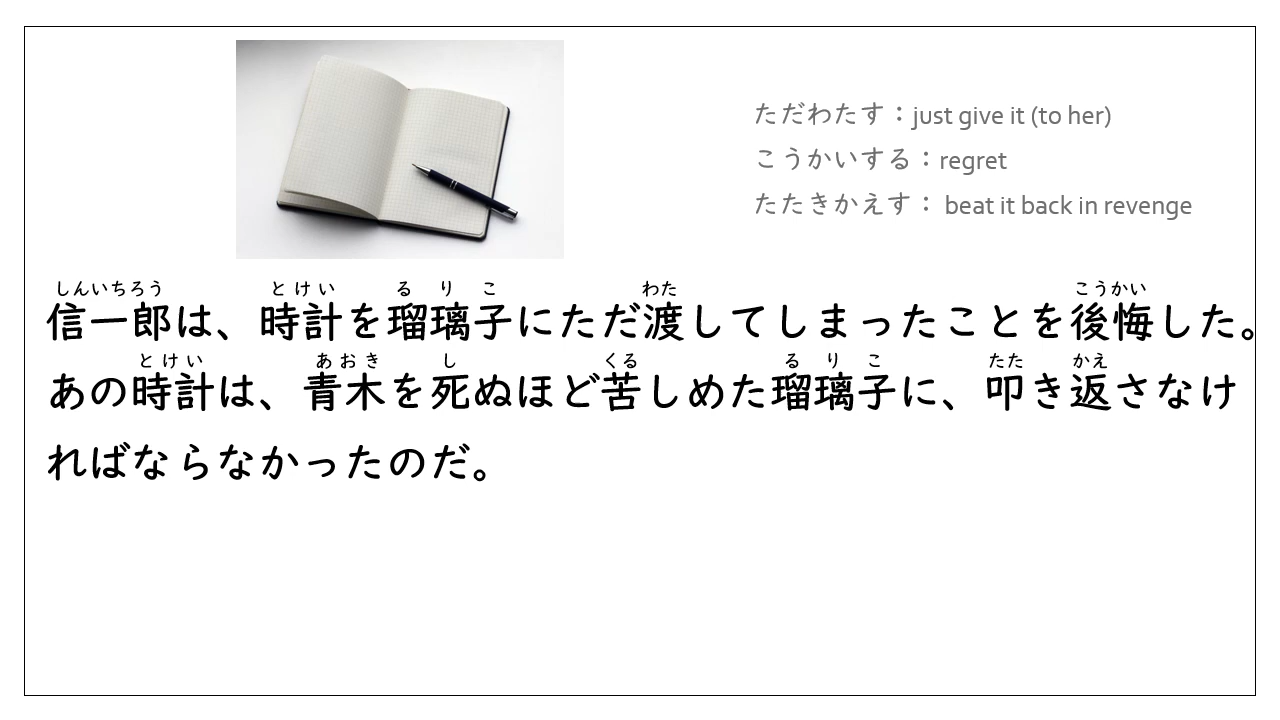 ただわたす：just give it (to her)
こうかいする：regret
たたきかえす： beat it back in revenge
しんいちろう とけい るりこ わた こうかい
信一郎は、時計を瑠璃子にただ渡してしまったことを後悔した。
とけい あおき し くる るりこ たた かえ
あの時計は、青木を死ぬほど苦しめた瑠璃子に、叩き返さなけ
ればならなかったのだ。